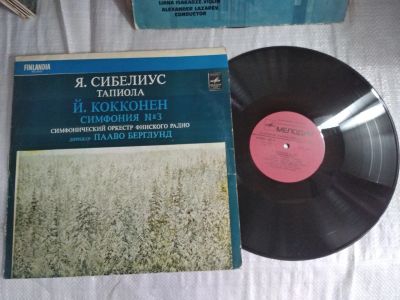 LIANA ISAKADZE, VIOLIN
ALEXANDER LAZAREV,
CONDUCTOR
FINLANDIA
Я. СИБЕЛИУС
ТАПИОЛА
Й. КОККОНЕН
СИМФОНИЯ №3
СИМФОНИЧЕСКИЙ ОРКЕСТР ФИНСКОГО РАДИО
ДИРИЖЕР ПААВО БЕРГЛУНД
МЕЛОДИЯ